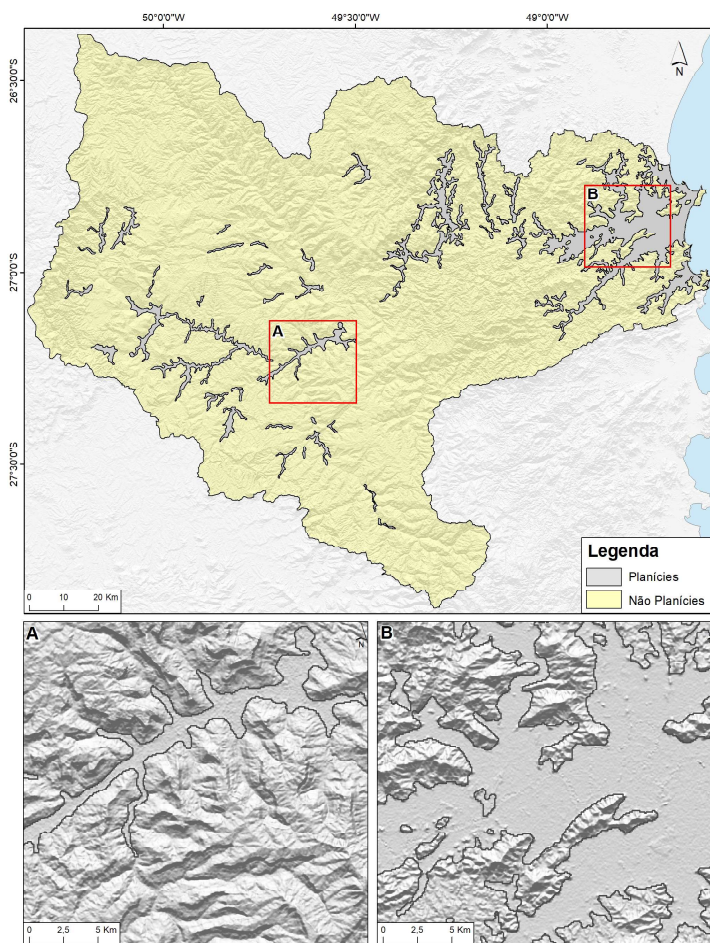 50°0'0"W 49°30'0"W 49°0'0"W
26°30'0"S
27°0'0"S
27°30'0"S
N
B
A
Legenda
Planícies
Não Planícies
0 10 20 Km
A
N
0 2.5 5 Km
B
0 2.5 5 Km